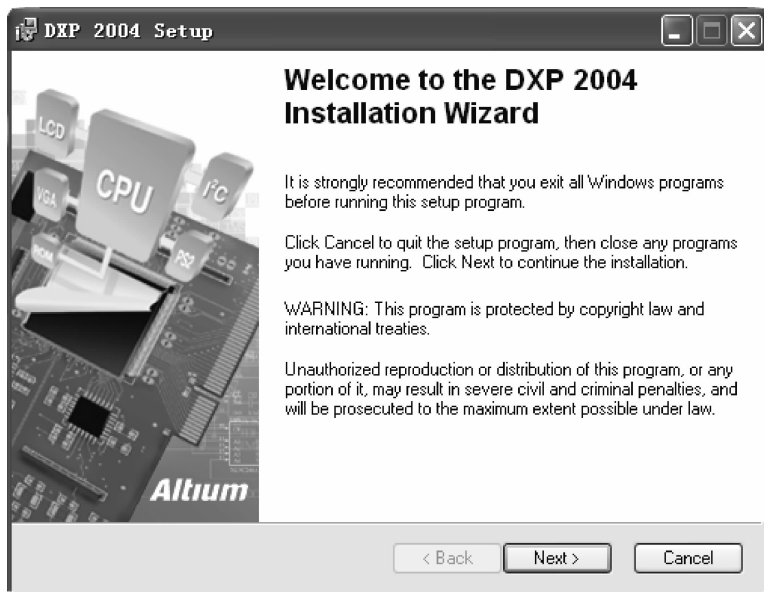 DXP 2004 Setup
Welcome to the DXP 2004
Installation Wizard
LCD
CPU
I²C
VGA
ROM
PS2
It is strongly recommended that you exit all Windows programs
before running this setup program.
Click Cancel to quit the setup program, then close any programs
you have running. Click Next to continue the installation.
WARNING: This program is protected by copyright law and
international treaties.
Unauthorized reproduction or distribution of this program, or any
portion of it, may result in severe civil and criminal penalties, and
will be prosecuted to the maximum extent possible under law.
Altium
< Back
Next >
Cancel